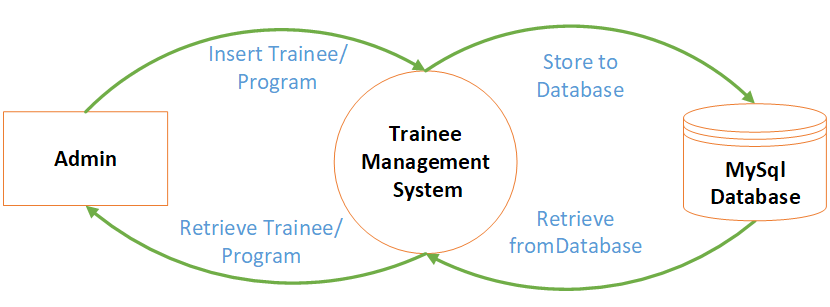 Insert Trainee/
Program
Store to
Database
Admin
Trainee
Management
System
MySql
Database
Retrieve Trainee/
Program
Retrieve
fromDatabase